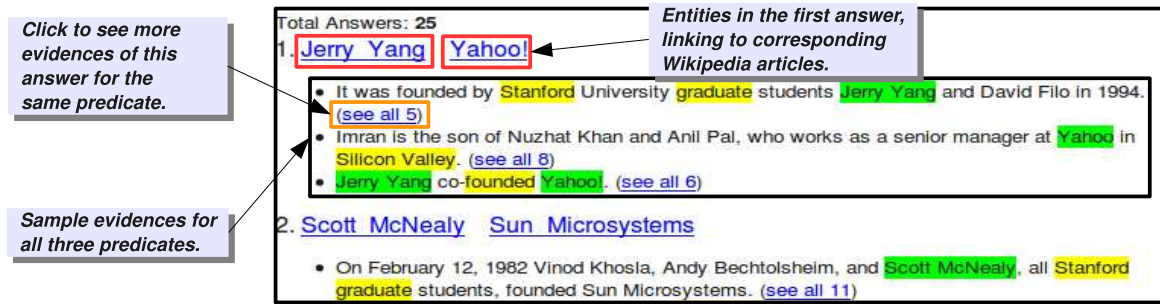 Click to see more
evidences of this
answer for the
same predicate.
Sample evidences for
all three predicates.
Total Answers: 25
1. Jerry Yang Yahoo!
Entities in the first answer,
linking to corresponding
Wikipedia articles.
• It was founded by Stanford University graduate students Jerry Yang and David Filo in 1994.
(see all 5)
• Imran is the son of Nuzhat Khan and Anil Pal, who works as a senior manager at Yahoo in
Silicon Valley. (see all 8)
• Jerry Yang co-founded Yahoo!. (see all 6)
2. Scott McNealy Sun Microsystems
• On February 12, 1982 Vinod Khosla, Andy Bechtolsheim, and Scott McNealy, all Stanford
graduate students, founded Sun Microsystems. (see all 11)